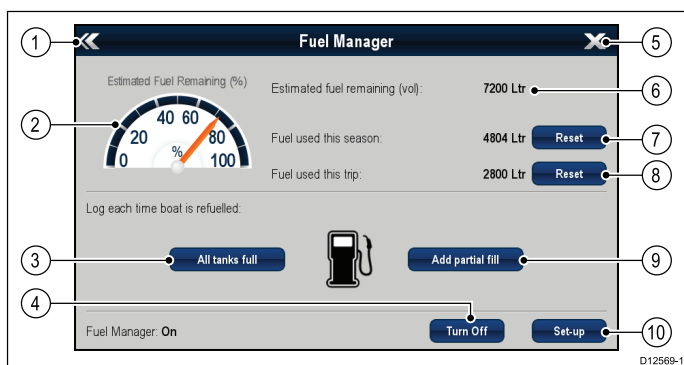 1
Fuel Manager
5
Estimated Fuel Remaining (%)
Estimated fuel remaining (vol): 7200 Ltr
6
2
0 20 40 60 80 100
%
Fuel used this season: 4804 Ltr Reset
7
Fuel used this trip: 2800 Ltr Reset
8
Log each time boat is refuelled:
3
All tanks full
Add partial fill
9
4
Fuel Manager: On
Turn Off
Set-up
10
D12569-1